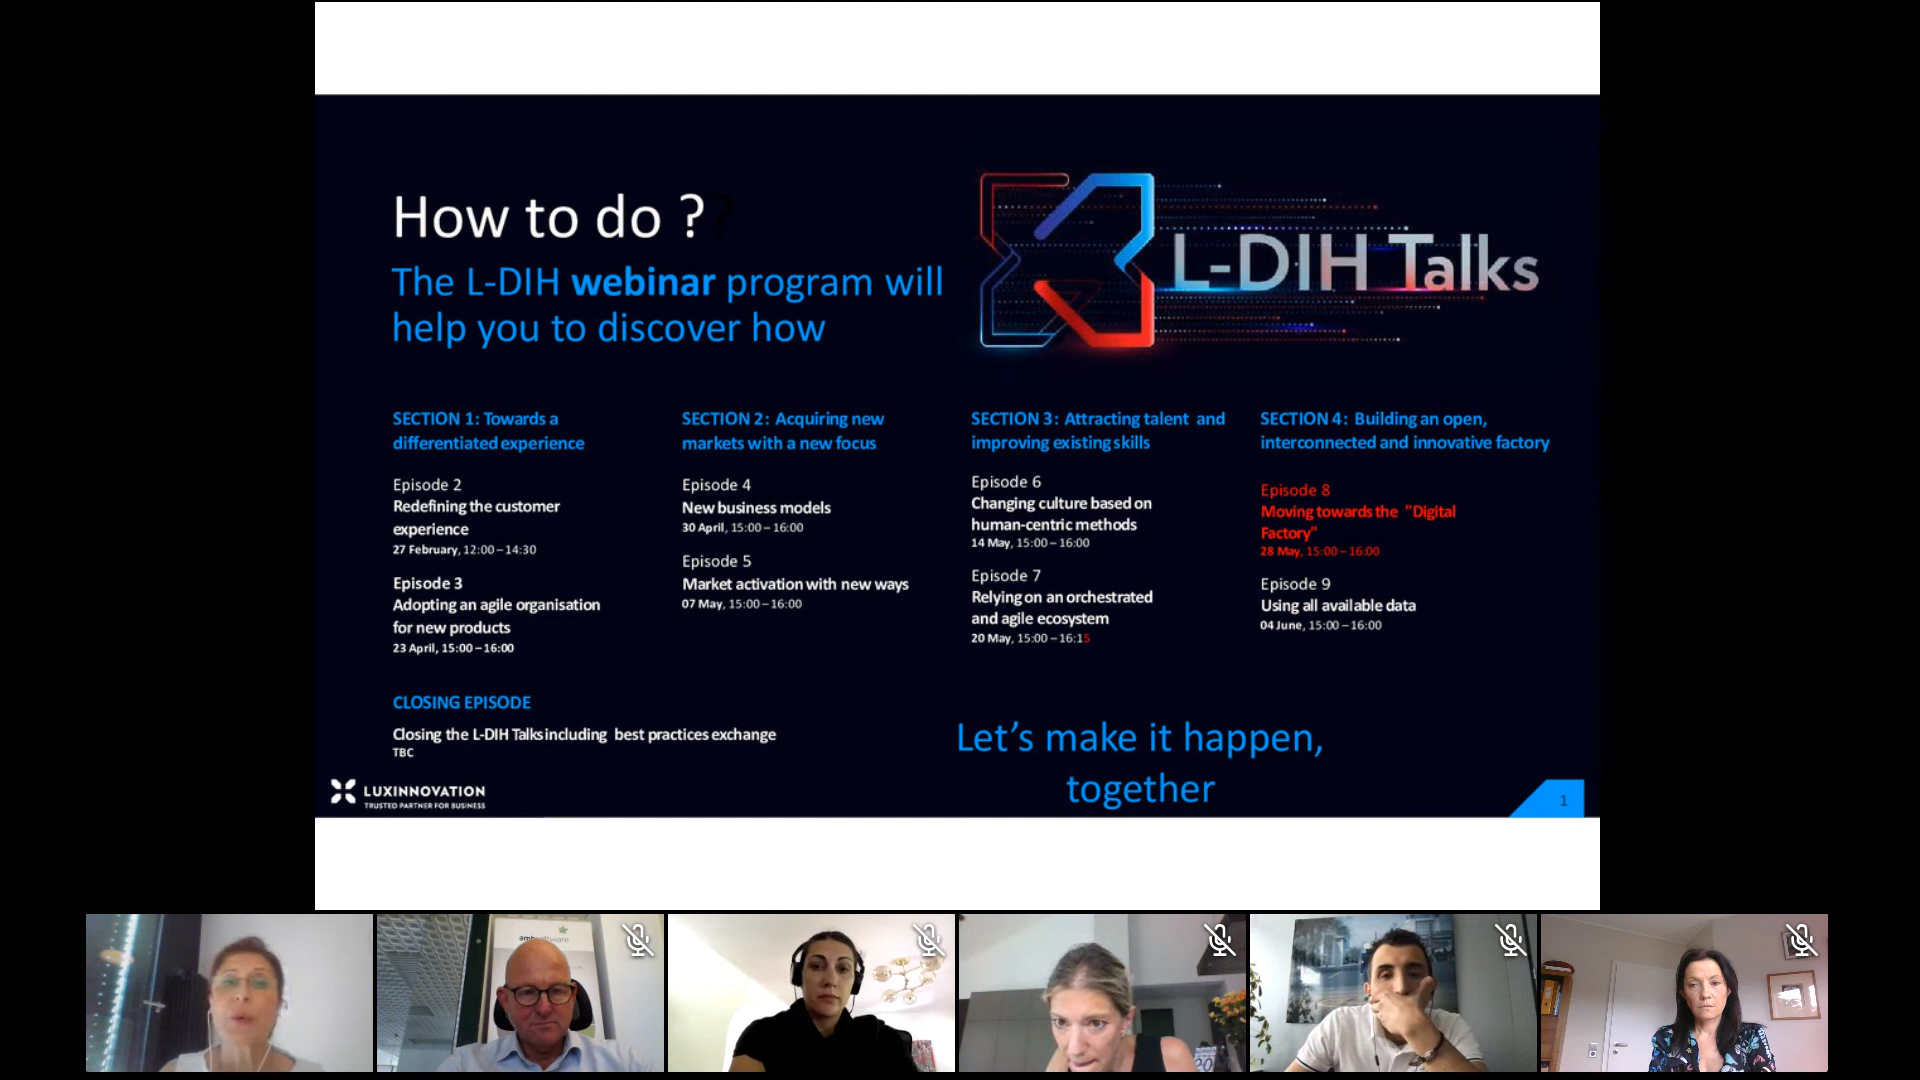 How to do ?
The L-DIH webinar program will
help you to discover how
L-DIH Talks
SECTION 1: Towards a
differentiated experience
Episode 2
Redefining the customer
experience
27 February, 12:00 – 14:30
Episode 3
Adopting an agile organisation
for new products
23 April, 15:00 – 16:00
SECTION 2: Acquiring new
markets with a new focus
Episode 4
New business models
30 April, 15:00 – 16:00
Episode 5
Market activation with new ways
07 May, 15:00 – 16:00
SECTION 3: Attracting talent and
improving existing skills
Episode 6
Changing culture based on
human-centric methods
14 May, 15:00 – 16:00
Episode 7
Relying on an orchestrated
and agile ecosystem
20 May, 15:00 – 16:15
SECTION 4: Building an open,
interconnected and innovative factory
Episode 8
Moving towards the "Digital
Factory"
28 May, 15:00 – 16:00
Episode 9
Using all available data
04 June, 15:00 – 16:00
CLOSING EPISODE
Closing the L-DIH Talks including best practices exchange
TBC
Let's make it happen,
together
LUXINNOVATION
TRUSTED PARTNER FOR BUSINESS
1